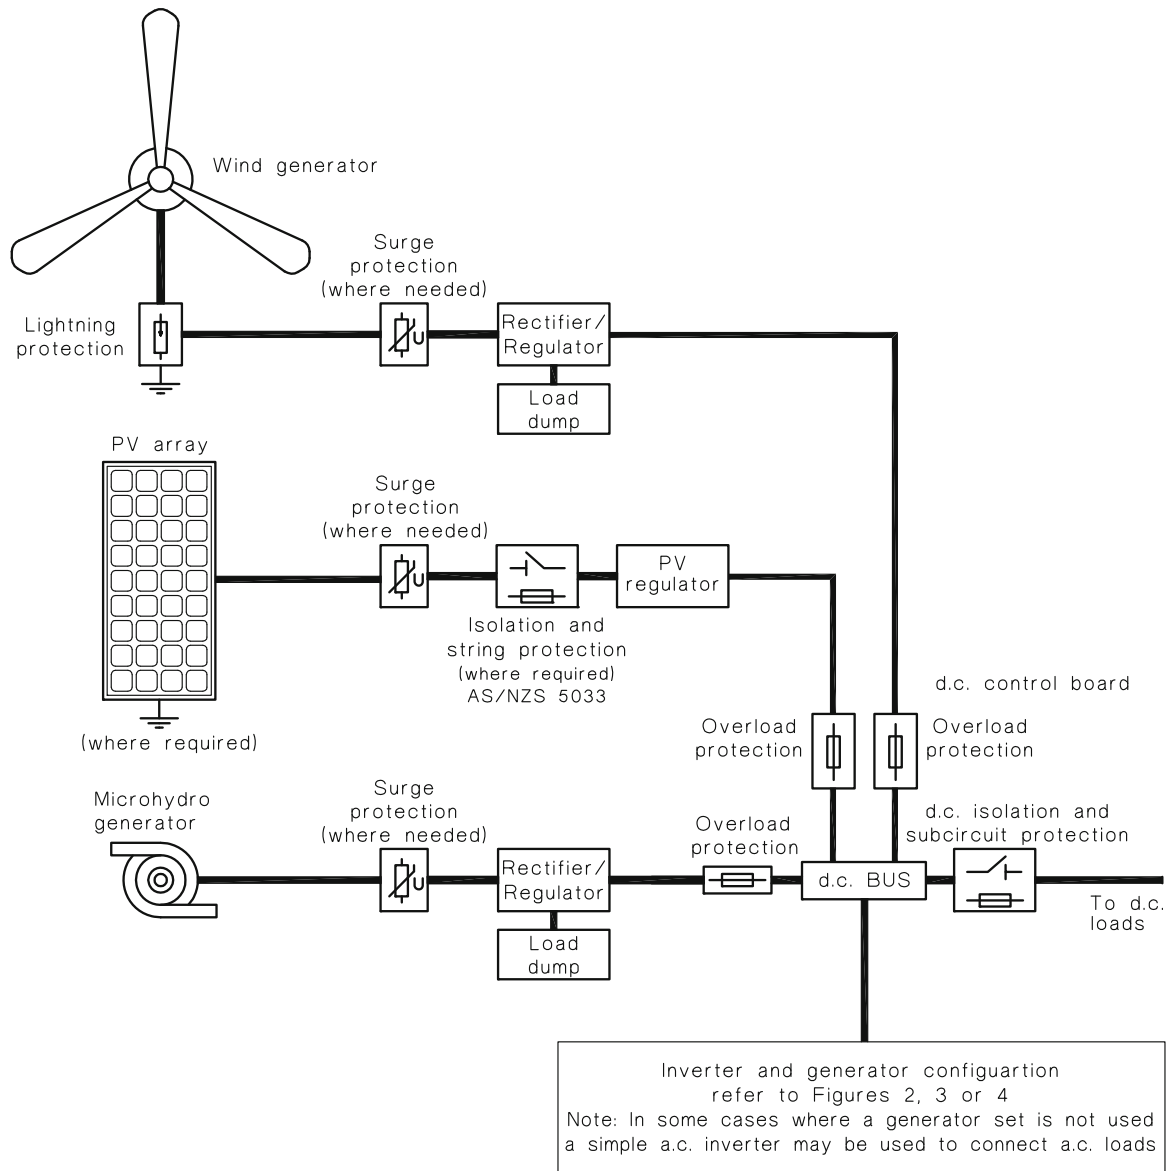 Wind generator
Surge
protection
(where needed)
Lightning
protection
U
Rectifier/
Regulator
Load
dump
PV array
Surge
protection
(where needed)
U
PV
regulator
Isolation and
string protection
(where required)
AS/NZS 5033
(where required)
d.c. control board
Overload
protection
Overload
protection
Microhydro
generator
Surge
protection
(where needed)
U
Rectifier/
Regulator
Load
dump
Overload
protection
d.c. isolation and
subcircuit protection
d.c. BUS
To d.c.
loads
Inverter and generator configuartion
refer to Figures 2, 3 or 4
Note: In some cases where a generator set is not used
a simple a.c. inverter may be used to connect a.c. loads